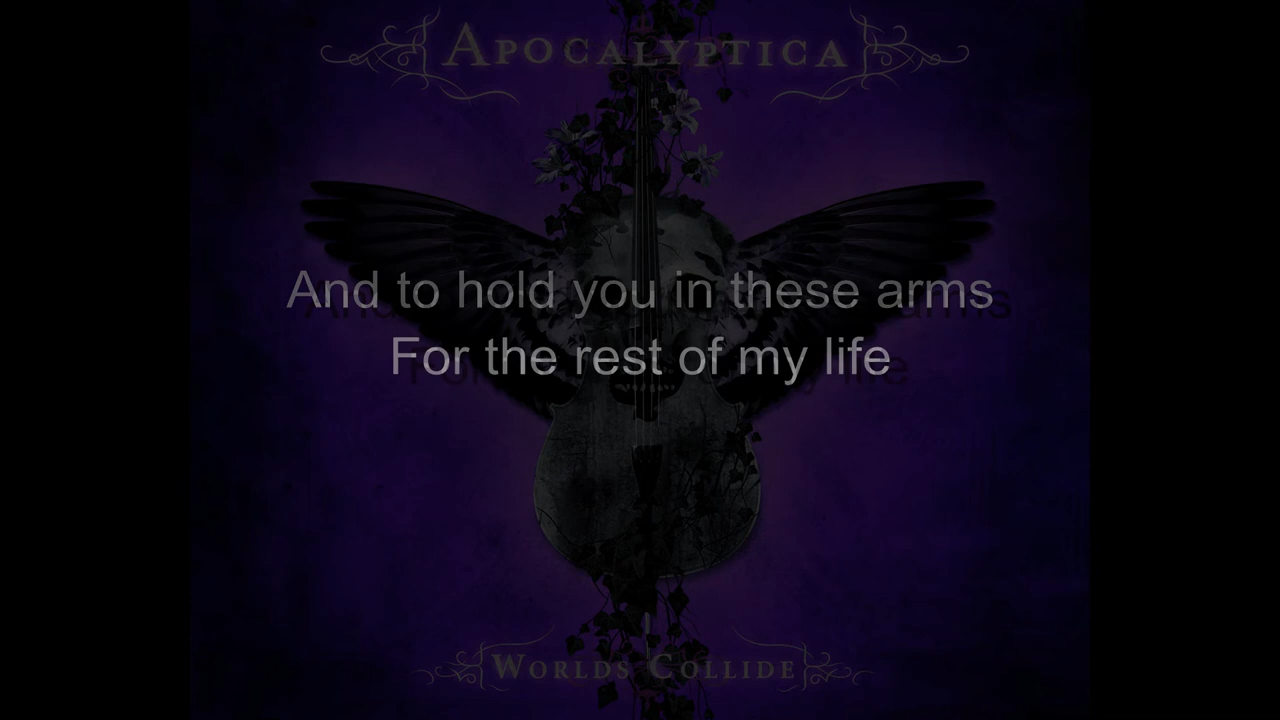 APOCALYPTICA
And to hold you in these arms
For the rest of my life
WORLDS COLLIDE